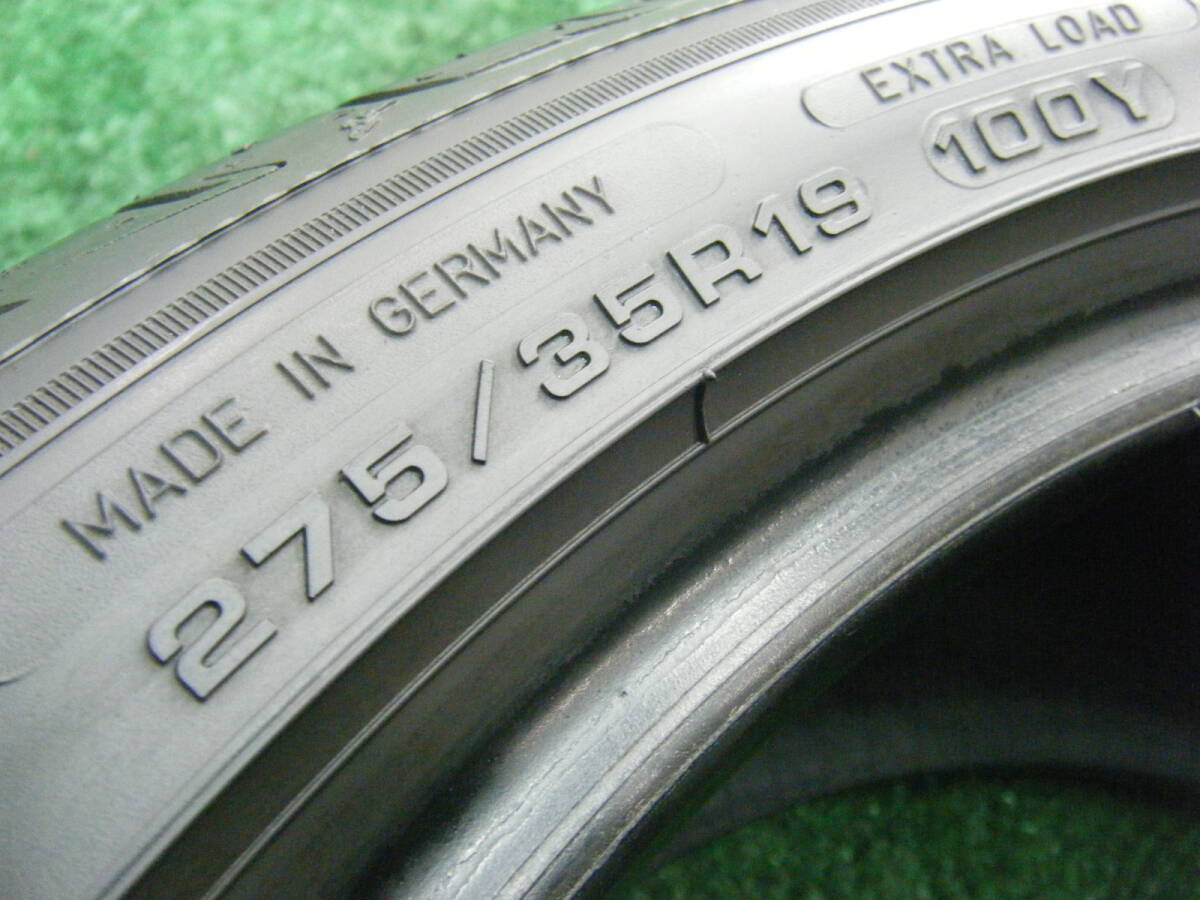 EXTRA LOAD
100Y
MADE IN GERMANY
275/35R19